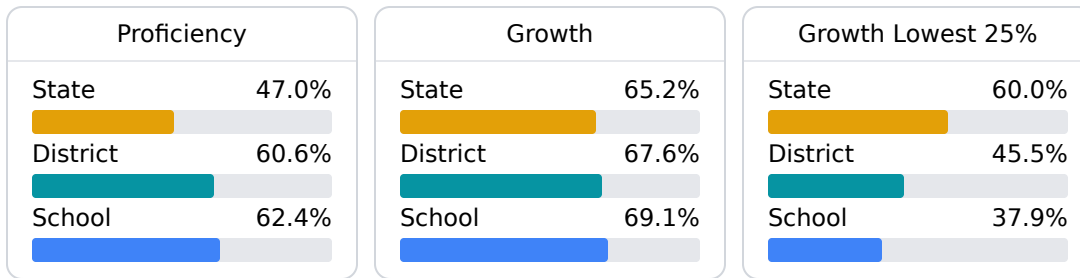 Proficiency
State 47.0%
District 60.6%
School 62.4%
Growth
State 65.2%
District 67.6%
School 69.1%
Growth Lowest 25%
State 60.0%
District 45.5%
School 37.9%